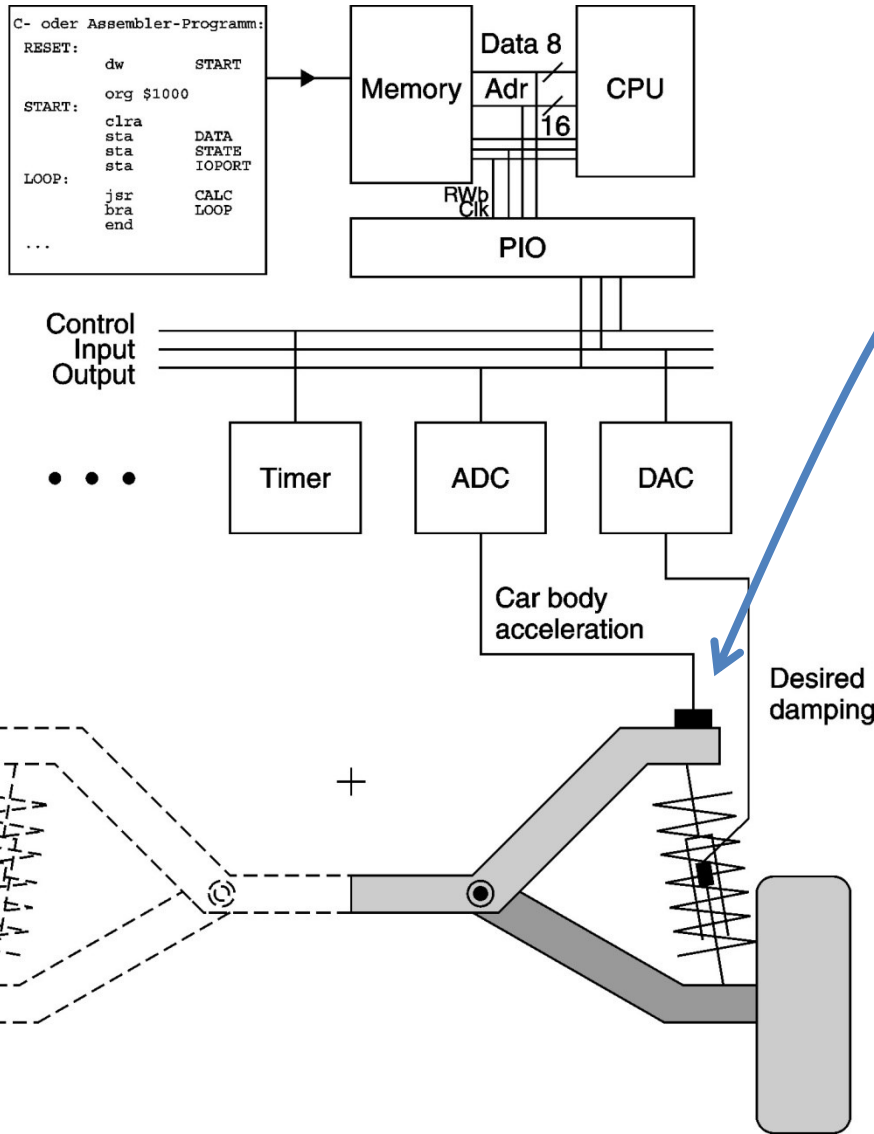 C- oder Assembler-Programm:
RESET:
dw START
org $1000
START:
clra
sta DATA
sta STATE
sta IOPORT
LOOP:
jsr CALC
bra LOOP
end
...
Memory
Data 8
Adr
16
CPU
RWb
Clk
PIO
Control
Input
Output
Timer
ADC
DAC
Car body
acceleration
Desired
damping